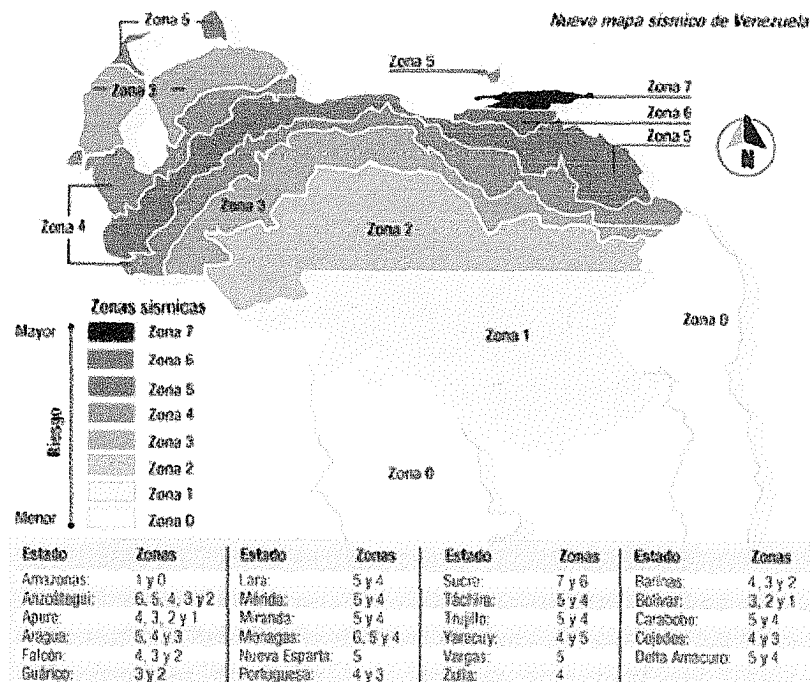 Nuevo mapa sísmico de Venezuela
Zona 5
Zona 5
Zona 7
Zona 6
Zona 5
Zona 3
N
Zona 4
Zona 3
Zona 2
Zona 1
Zona 0
Zona 0
Zonas sísmicas
Mayor
Riesgo
Menor
Zona 7
Zona 6
Zona 5
Zona 4
Zona 3
Zona 2
Zona 1
Zona 0
Estado Zonas
Amazonas: 1 y 0
Anzoátegui: 6, 5, 4, 3 y 2
Apure: 4, 3, 2 y 1
Aragua: 5, 4 y 3
Falcón: 4, 3 y 2
Guárico: 3 y 2
Estado Zonas
Lara: 5 y 4
Mérida: 5 y 4
Miranda: 5 y 4
Monagas: 6, 5 y 4
Nueva Esparta: 5
Portuguesa: 4 y 3
Estado Zonas
Sucre: 7 y 6
Táchira: 5 y 4
Trujillo: 5 y 4
Yaracuy: 4 y 5
Vargas: 5
Zulia: 4
Estado Zonas
Barinas: 4, 3 y 2
Bolívar: 3, 2 y 1
Carabobo: 5 y 4
Cojedes: 4 y 3
Delta Amacuro: 5 y 4